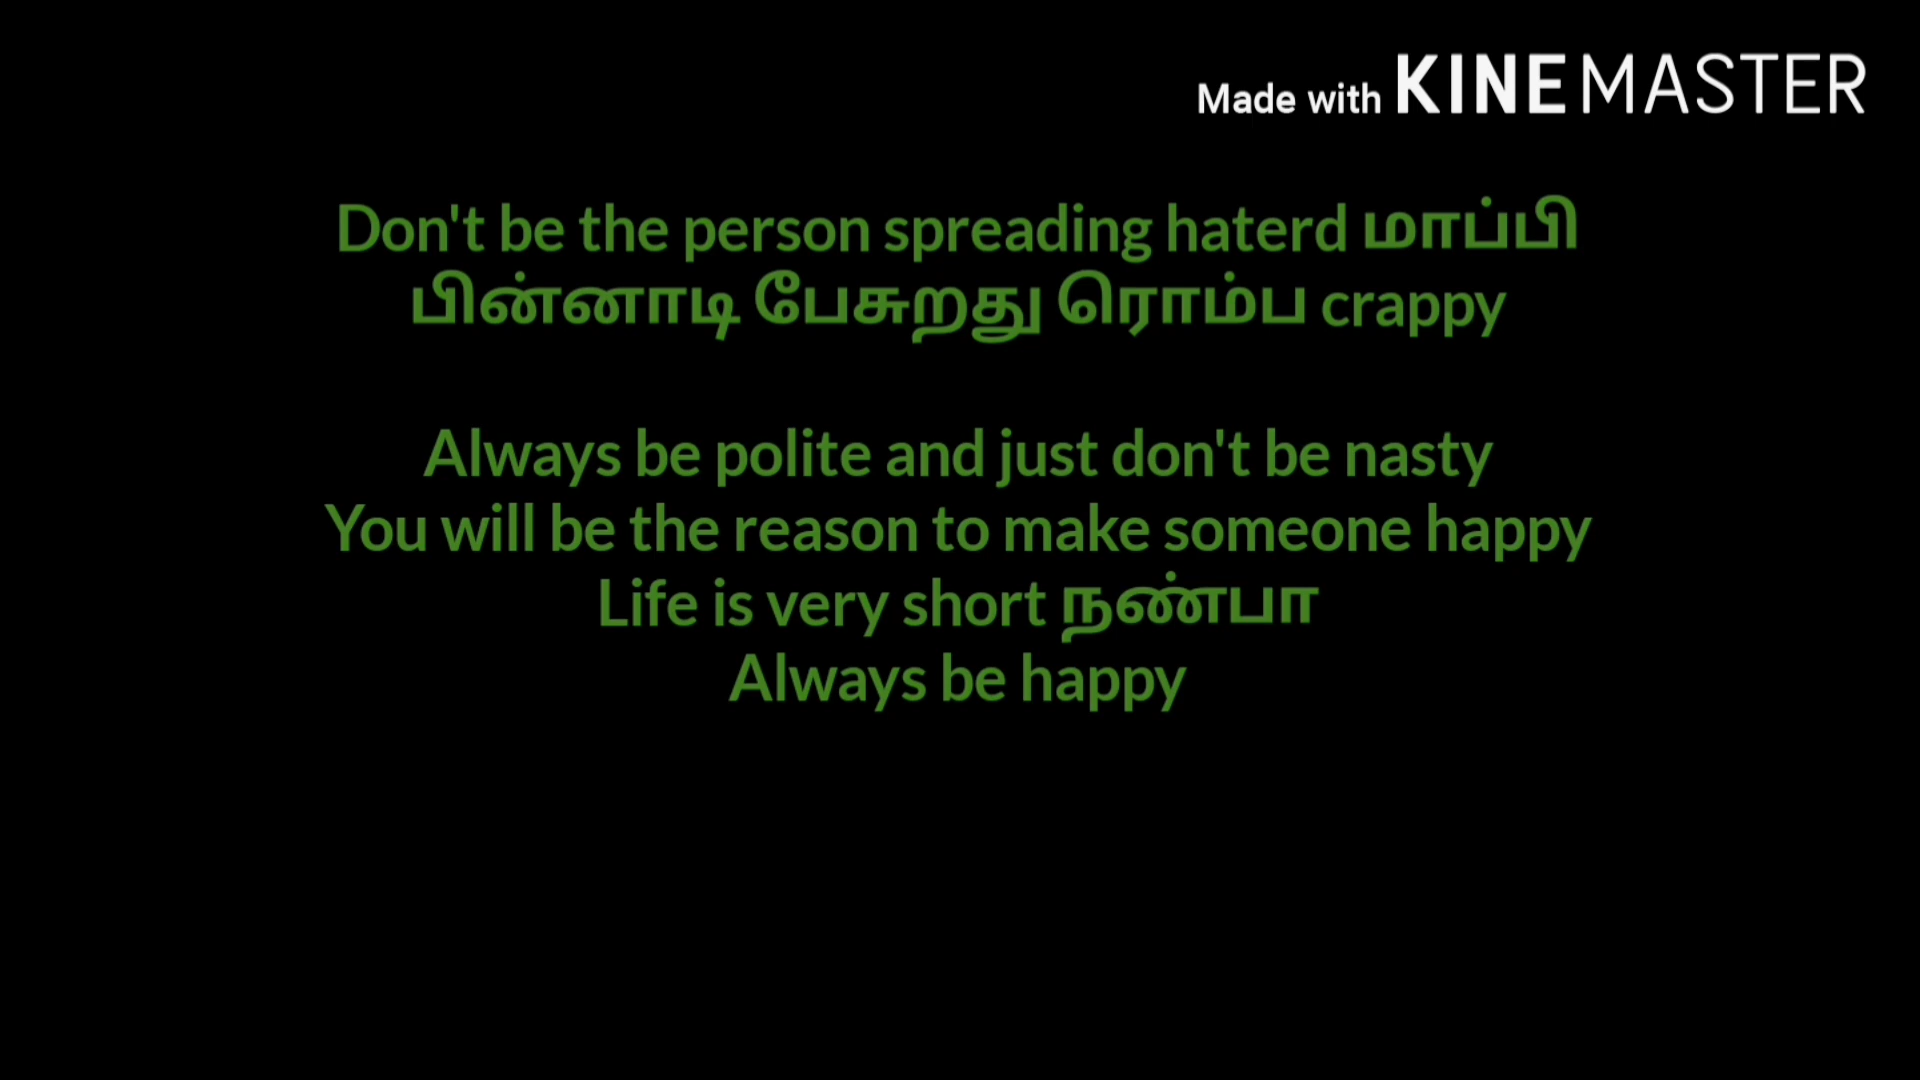 Made with KINEMASTER
Don't be the person spreading haterd மாப்பி
பின்னாடி பேசுறது ரொம்ப crappy
Always be polite and just don't be nasty
You will be the reason to make someone happy
Life is very short நண்பா
Always be happy